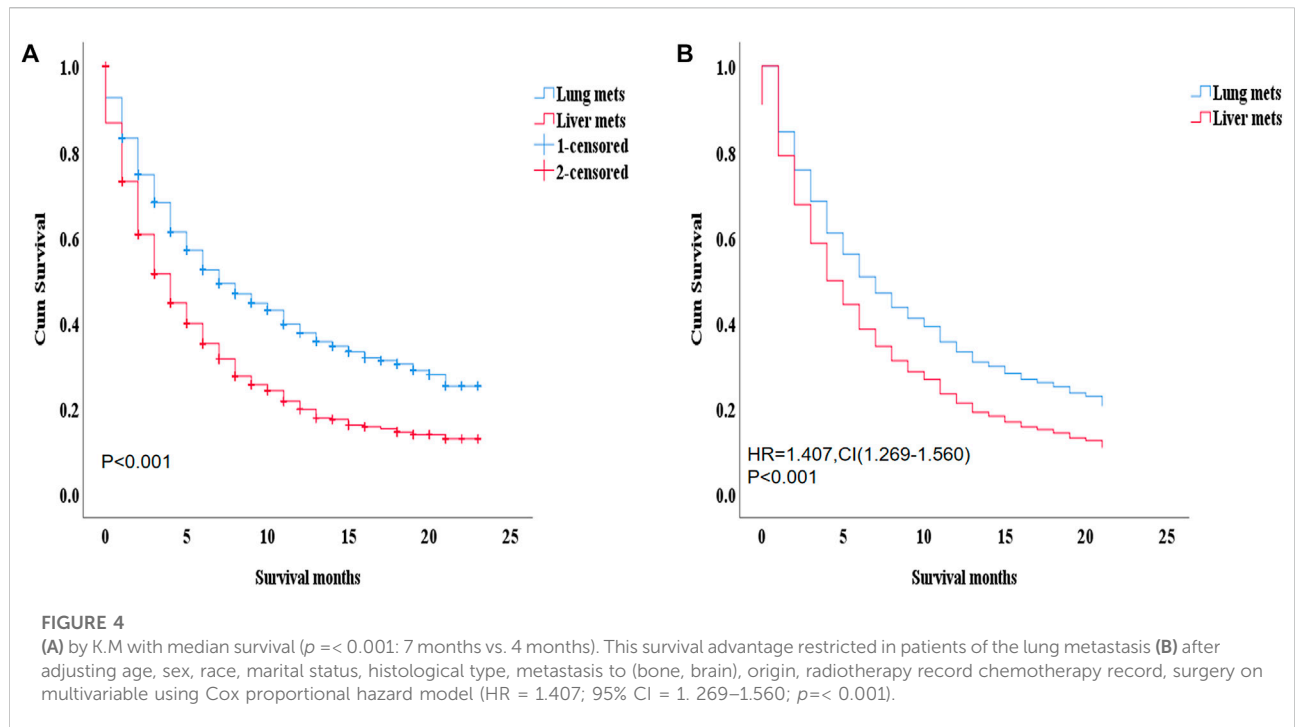 A
1.0
0.8
0.6
0.4
0.2
0.0
Cum Survival
Lung mets
Liver mets
1-censored
2-censored
P<0.001
0 5 10 15 20 25
Survival months
B
1.0
0.8
0.6
0.4
0.2
0.0
Cum Survival
Lung mets
Liver mets
HR=1.407,CI(1.269-1.560)
P<0.001
0 5 10 15 20 25
Survival months
FIGURE 4
(A) by K.M with median survival (p =< 0.001: 7 months vs. 4 months). This survival advantage restricted in patients of the lung metastasis (B) after
adjusting age, sex, race, marital status, histological type, metastasis to (bone, brain), origin, radiotherapy record chemotherapy record, surgery on
multivariable using Cox proportional hazard model (HR = 1.407; 95% CI = 1. 269–1.560; p=< 0.001).